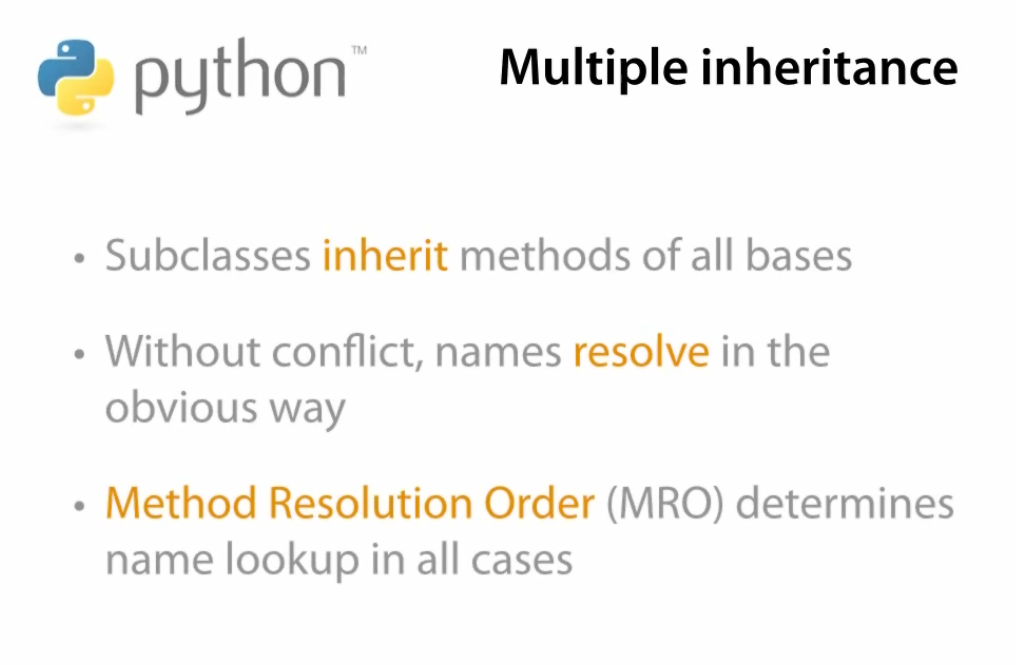 python™
Multiple inheritance
• Subclasses inherit methods of all bases
• Without conflict, names resolve in the
obvious way
• Method Resolution Order (MRO) determines
name lookup in all cases